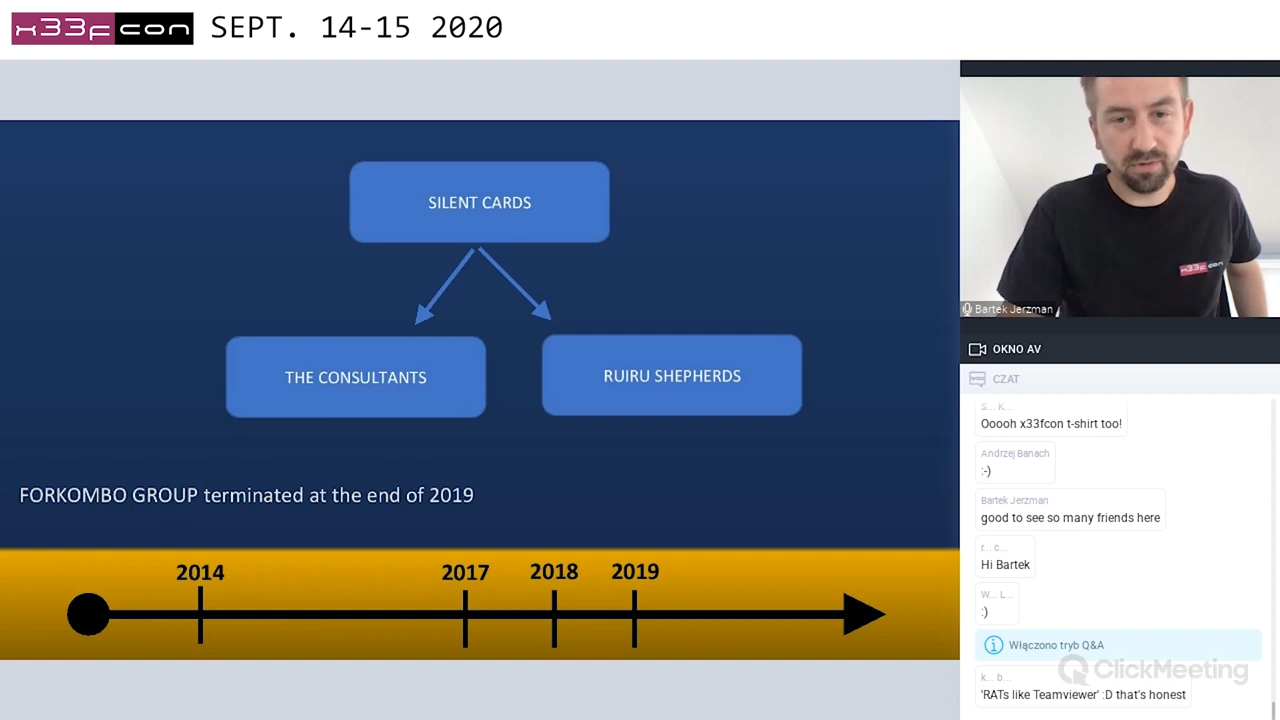 x33fcon SEPT. 14-15 2020
SILENT CARDS
THE CONSULTANTS
RUIRU SHEPHERDS
FORKOMBO GROUP terminated at the end of 2019
2014
2017
2018
2019
x33fcon
Bartek Jerzman
OKNO AV
CZAT
S... K...
Ooooh x33fcon t-shirt too!
Andrzej Banach
:-)
Bartek Jerzman
good to see so many friends here
r... c...
Hi Bartek
W... L...
:)
Włączono tryb Q&A
ClickMeeting
k... b...
'RATs like Teamviewer' :D that's honest